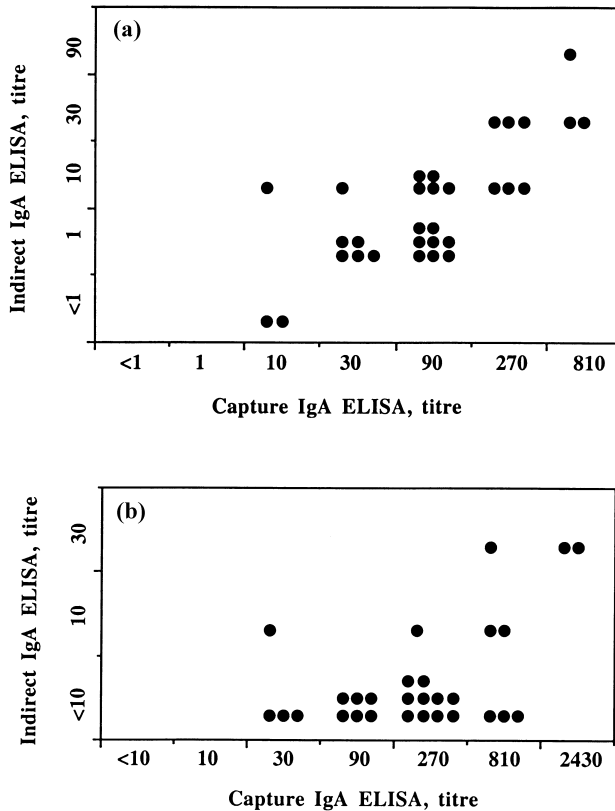 (a)
Indirect IgA ELISA, titre
90
30
10
1
<1
<1 1 10 30 90 270 810
Capture IgA ELISA, titre
(b)
Indirect IgA ELISA, titre
30
10
<10
<10 10 30 90 270 810 2430
Capture IgA ELISA, titre